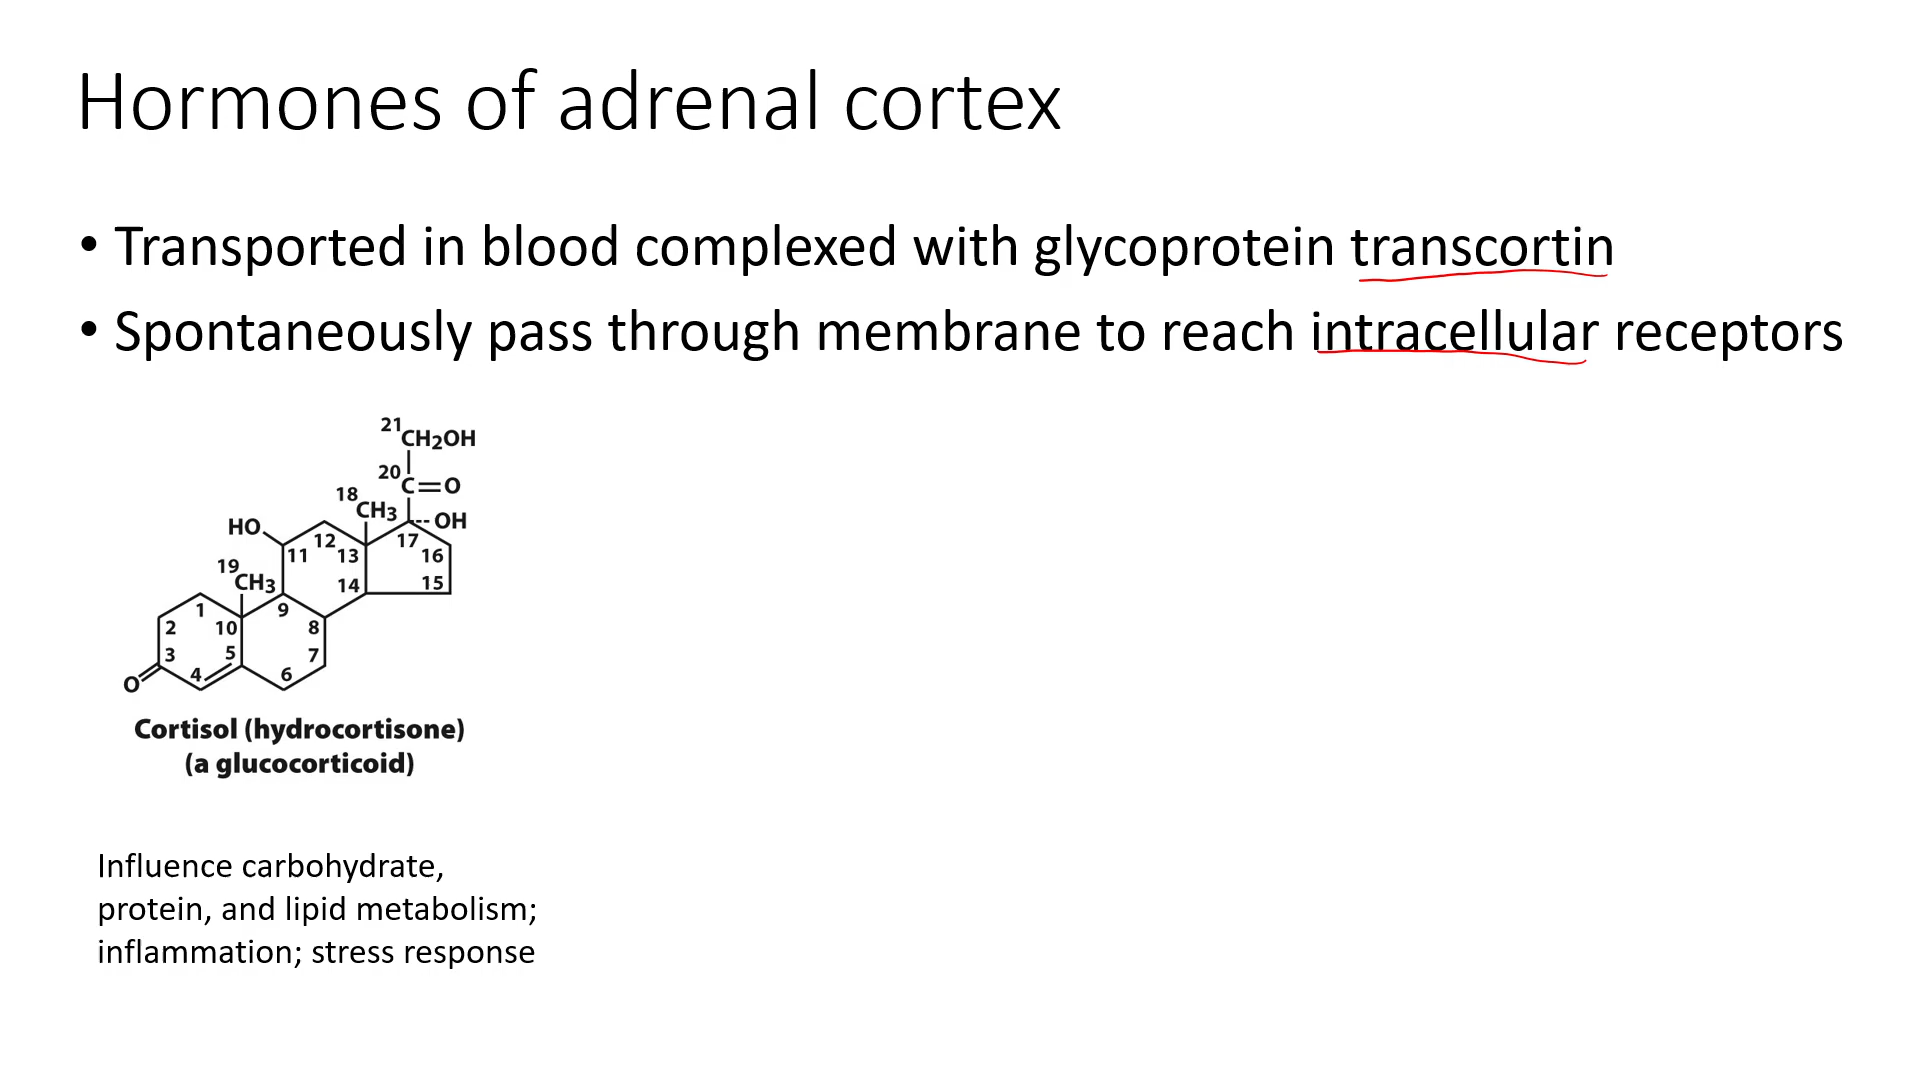 Hormones of adrenal cortex
• Transported in blood complexed with glycoprotein transcortin
• Spontaneously pass through membrane to reach intracellular receptors
21
CH2OH
20
C=O
18
CH3
OH
HO
12
17
11
13
16
19
CH3
14
15
1
9
2
10
8
3
5
7
4
6
O
Cortisol (hydrocortisone)
(a glucocorticoid)
Influence carbohydrate,
protein, and lipid metabolism;
inflammation; stress response